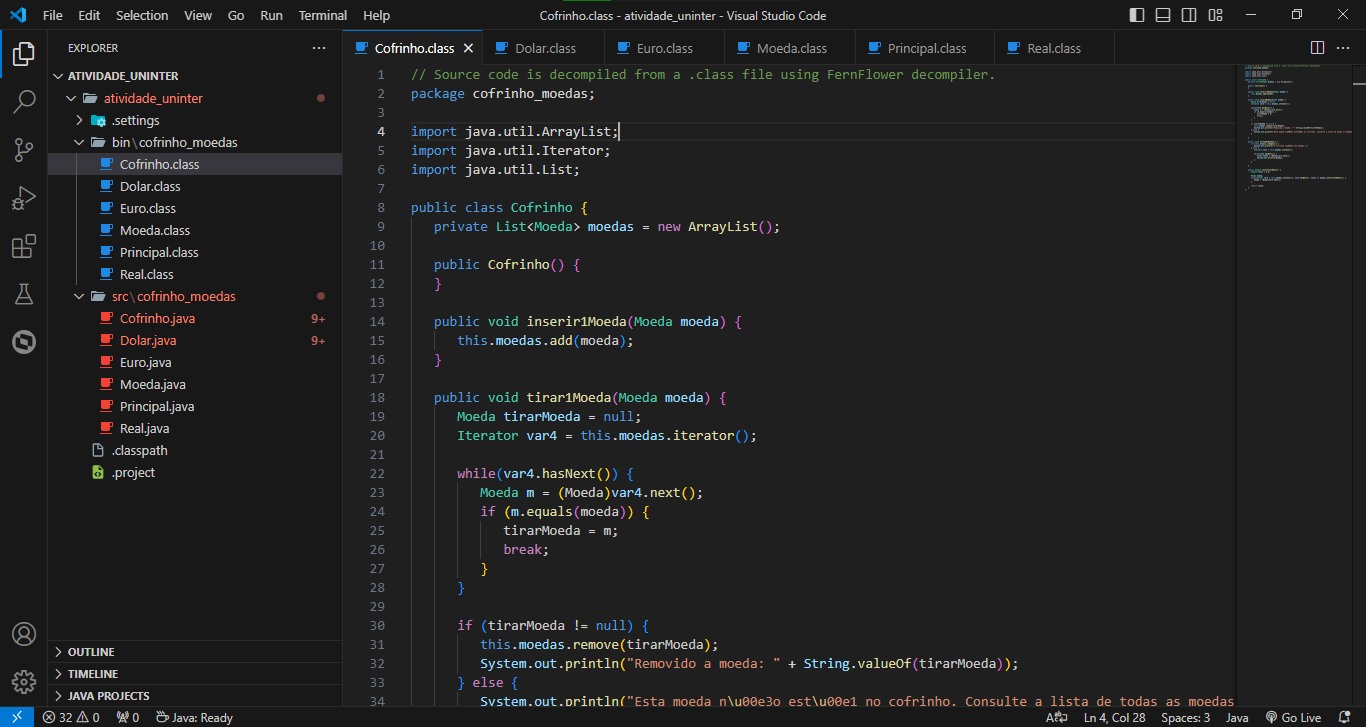 File Edit Selection View Go Run Terminal Help
Cofrinho.class - atividade_uninter - Visual Studio Code
EXPLORER
ATIVIDADE_UNINTER
atividade_uninter
.settings
bin\cofrinho_moedas
Cofrinho.class
Dolar.class
Euro.class
Moeda.class
Principal.class
Real.class
src\cofrinho_moedas
Cofrinho.java 9+
Dolar.java 9+
Euro.java
Moeda.java
Principal.java
Real.java
.classpath
.project
OUTLINE
TIMELINE
JAVA PROJECTS
Cofrinho.class Dolar.class Euro.class Moeda.class Principal.class Real.class
1 // Source code is decompiled from a .class file using FernFlower decompiler.
2 package cofrinho_moedas;
3
4 import java.util.ArrayList;
5 import java.util.Iterator;
6 import java.util.List;
7
8 public class Cofrinho {
9 private List<Moeda> moedas = new ArrayList();
10
11 public Cofrinho() {
12 }
13
14 public void inserir1Moeda(Moeda moeda) {
15 this.moedas.add(moeda);
16 }
17
18 public void tirar1Moeda(Moeda moeda) {
19 Moeda tirarMoeda = null;
20 Iterator var4 = this.moedas.iterator();
21
22 while(var4.hasNext()) {
23 Moeda m = (Moeda)var4.next();
24 if (m.equals(moeda)) {
25 tirarMoeda = m;
26 break;
27 }
28 }
29
30 if (tirarMoeda != null) {
31 this.moedas.remove(tirarMoeda);
32 System.out.println("Removido a moeda: " + String.valueOf(tirarMoeda));
33 } else {
34 System.out.println("Esta moeda n\u00e3o est\u00e1 no cofrinho. Consulte a lista de todas as moedas
32 0 0 Java: Ready Ln 4, Col 28 Spaces: 3 Java Go Live